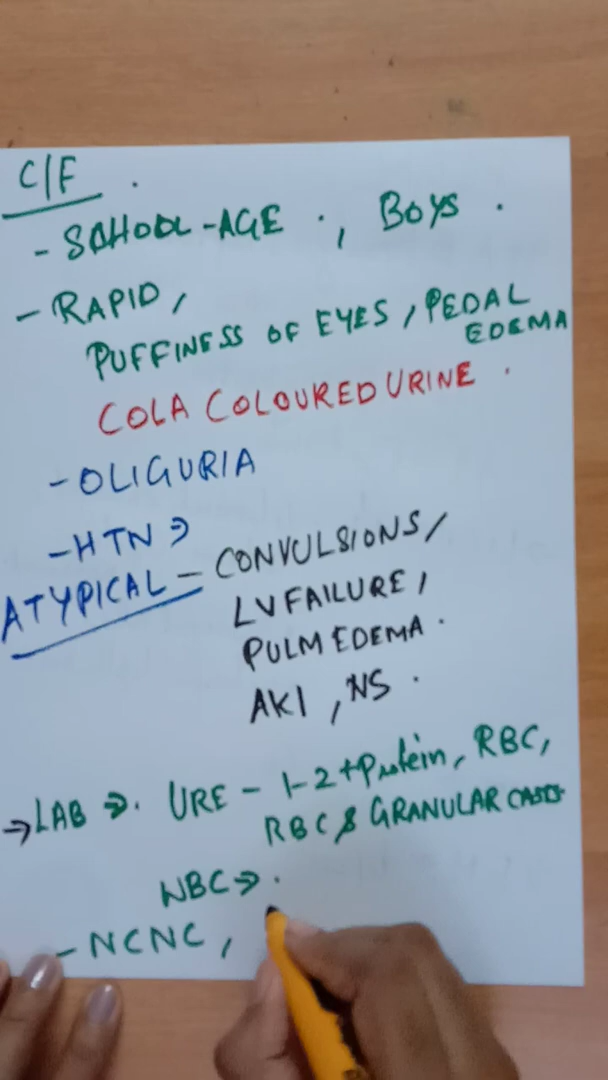 C/F.
- SCHOOL-AGE ., BOYS.
- RAPID,
PUFFINESS OF EYES, PEDAL
EDEMA
COLA COLOURED URINE.
- OLIGURIA
- HTN →
ATYPICAL - CONVULSIONS,
LV FAILURE,
PULM EDEMA.
AKI, NS.
→ LAB →. URE - 1-2+ Protein, RBC,
RBC & GRANULAR CASTS
WBC →.
- NCNC,